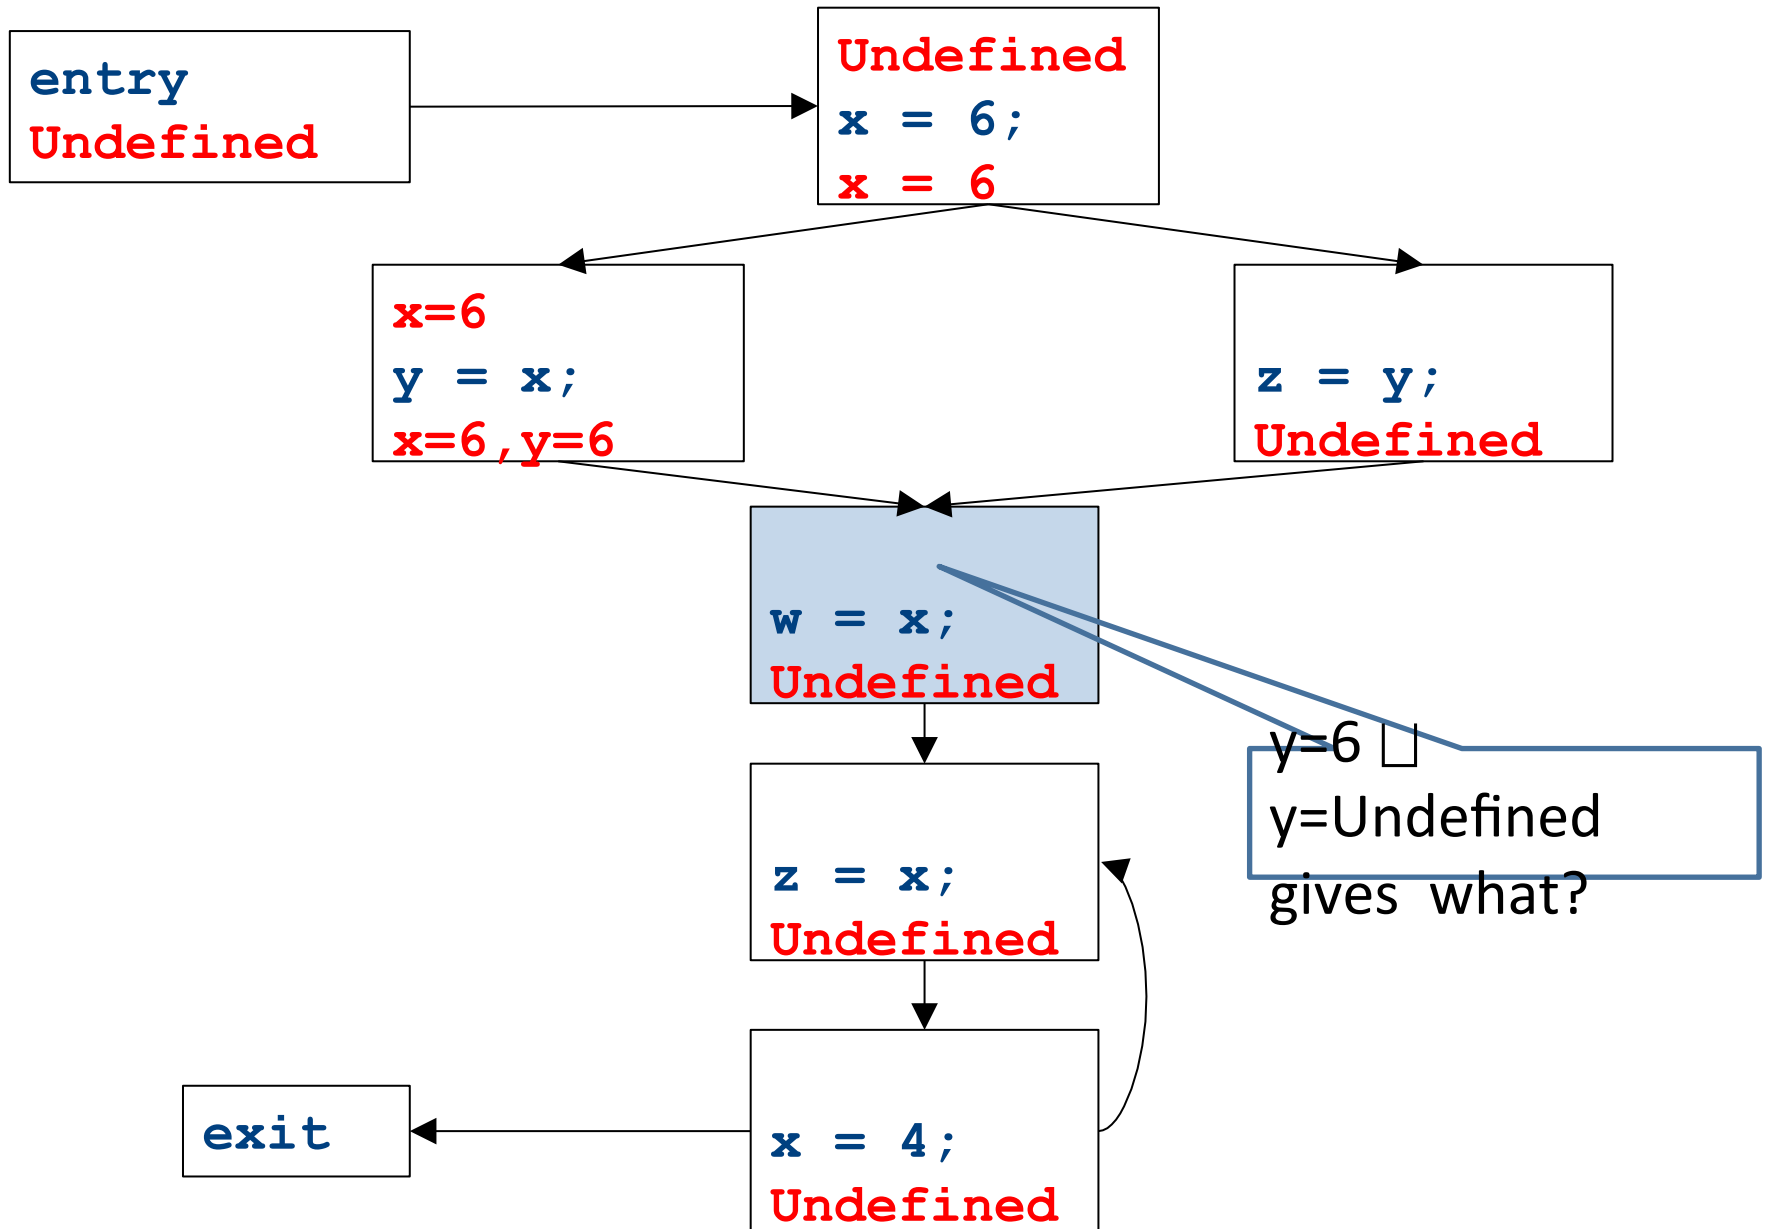 entry
Undefined
Undefined
x = 6;
x = 6
x=6
y = x;
x=6,y=6
z = y;
Undefined
w = x;
Undefined
y=6
y=Undefined
gives what?
z = x;
Undefined
exit
x = 4;
Undefined